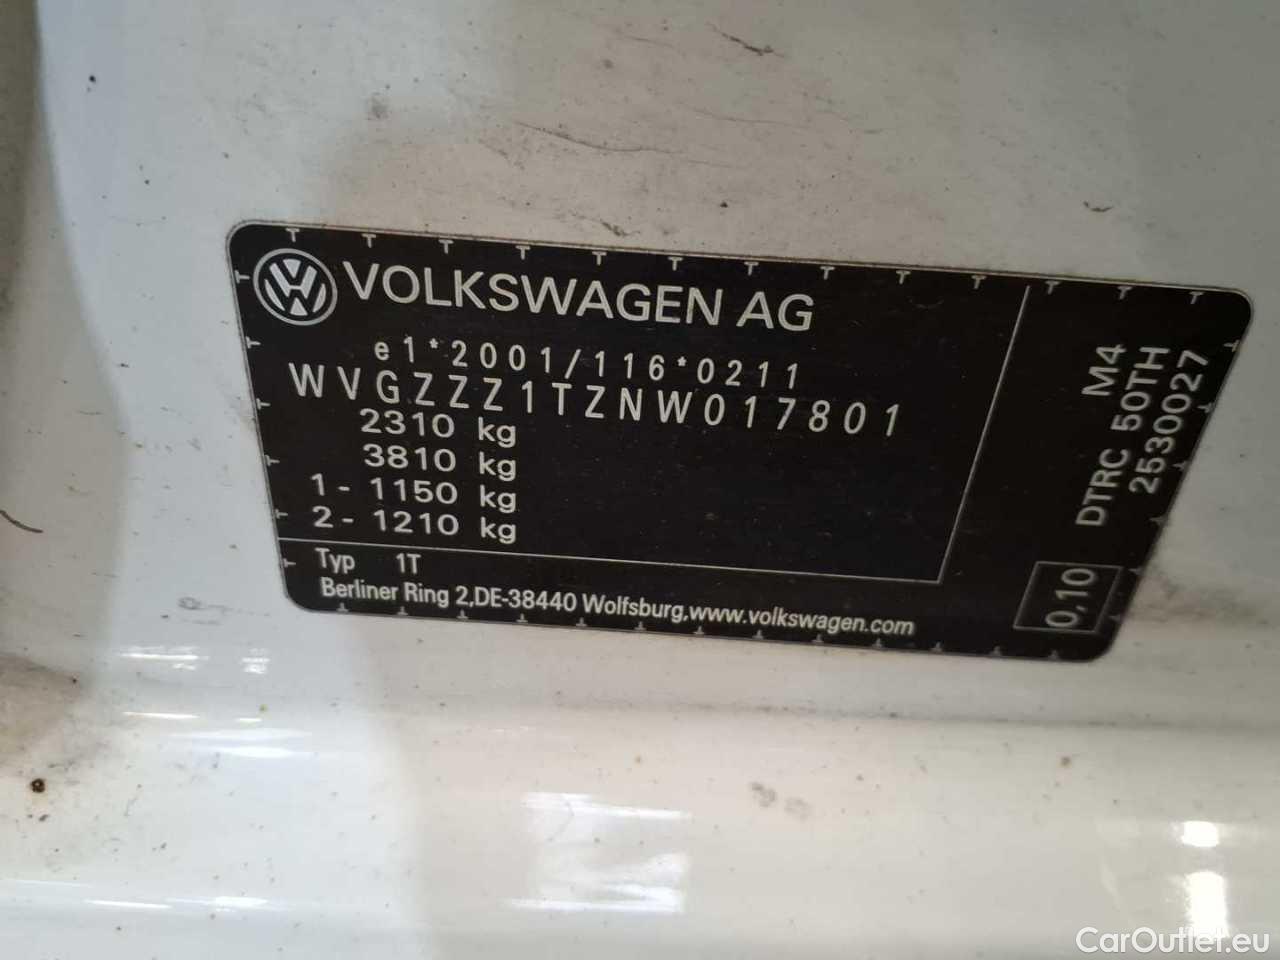 VOLKSWAGEN AG
e1*2001/116*0211
WVGZZZ1TZNW017801
2310 kg
3810 kg
1 - 1150 kg
2 - 1210 kg
Typ 1T
Berliner Ring 2,DE-38440 Wolfsburg,www.volkswagen.com
M4
DTRC 50TH
2530027
0,10
CarOutlet.eu